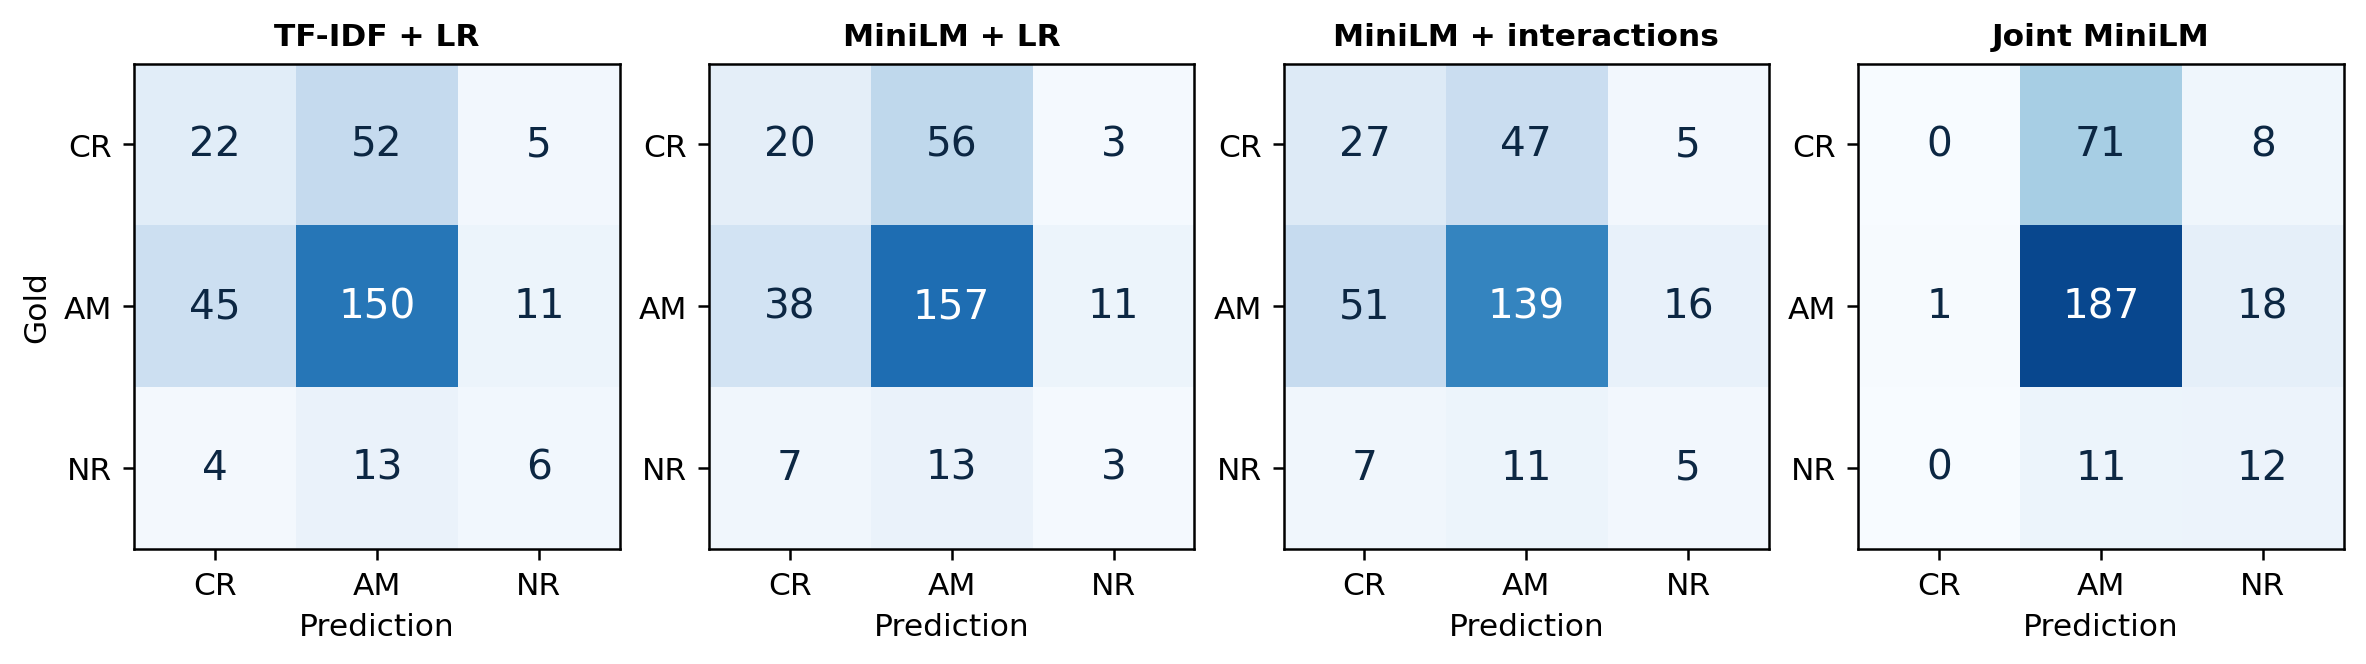 TF-IDF + LR
MiniLM + LR
MiniLM + interactions
Joint MiniLM
Gold
CR 22 52 5
AM 45 150 11
NR 4 13 6
CR AM NR
Prediction
CR 20 56 3
AM 38 157 11
NR 7 13 3
CR AM NR
Prediction
CR 27 47 5
AM 51 139 16
NR 7 11 5
CR AM NR
Prediction
CR 0 71 8
AM 1 187 18
NR 0 11 12
CR AM NR
Prediction